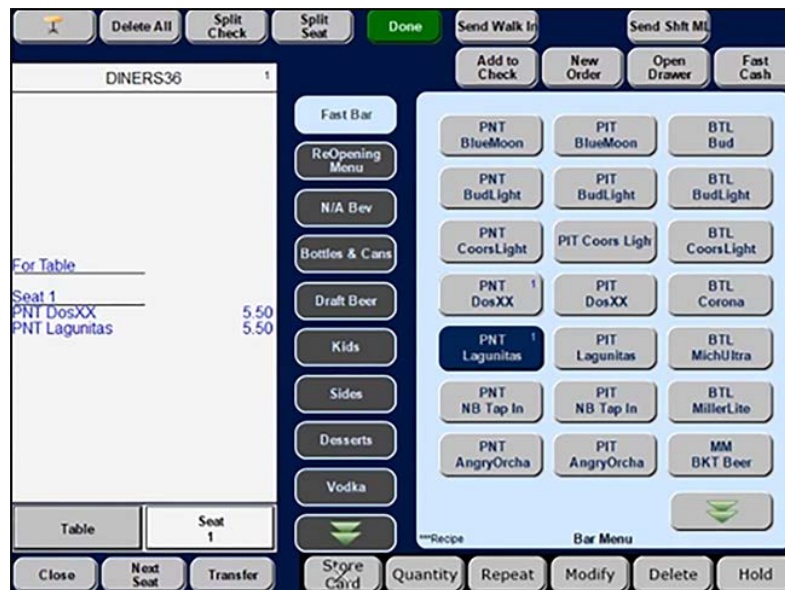 Delete All
Split
Check
Split
Seat
Done
Send Walk In
Send Shft ML
Add to
Check
New
Order
Open
Drawer
Fast
Cash
DINERS36 1
For Table
Seat 1
PNT DosXX 5.50
PNT Lagunitas 5.50
Table
Seat
1
Close
Next
Seat
Transfer
Fast Bar
ReOpening
Menu
N/A Bev
Bottles & Cans
Draft Beer
Kids
Sides
Desserts
Vodka
PNT
BlueMoon
PIT
BlueMoon
BTL
Bud
PNT
BudLight
PIT
BudLight
BTL
BudLight
PNT
CoorsLight
PIT Coors Ligh
BTL
CoorsLight
PNT 1
DosXX
PIT
DosXX
BTL
Corona
PNT 1
Lagunitas
PIT
Lagunitas
BTL
MichUltra
PNT
NB Tap In
PIT
NB Tap In
BTL
MillerLite
PNT
AngryOrcha
PIT
AngryOrcha
MM
BKT Beer
***Recipe
Bar Menu
Store
Card
Quantity
Repeat
Modify
Delete
Hold